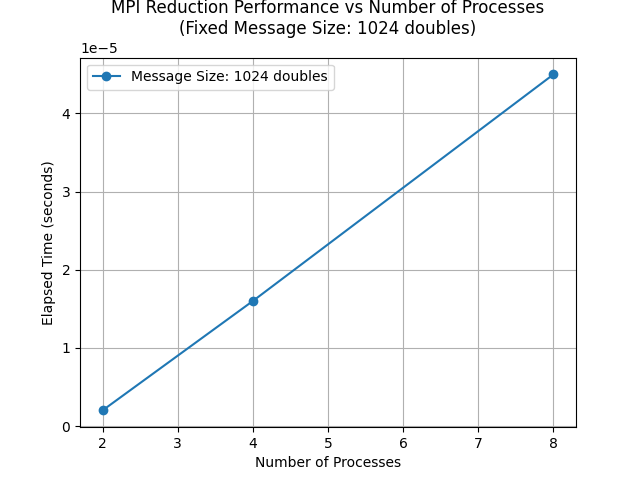 MPI Reduction Performance vs Number of Processes
(Fixed Message Size: 1024 doubles)
1e−5
Message Size: 1024 doubles
Elapsed Time (seconds)
4
3
2
1
0
2 3 4 5 6 7 8
Number of Processes